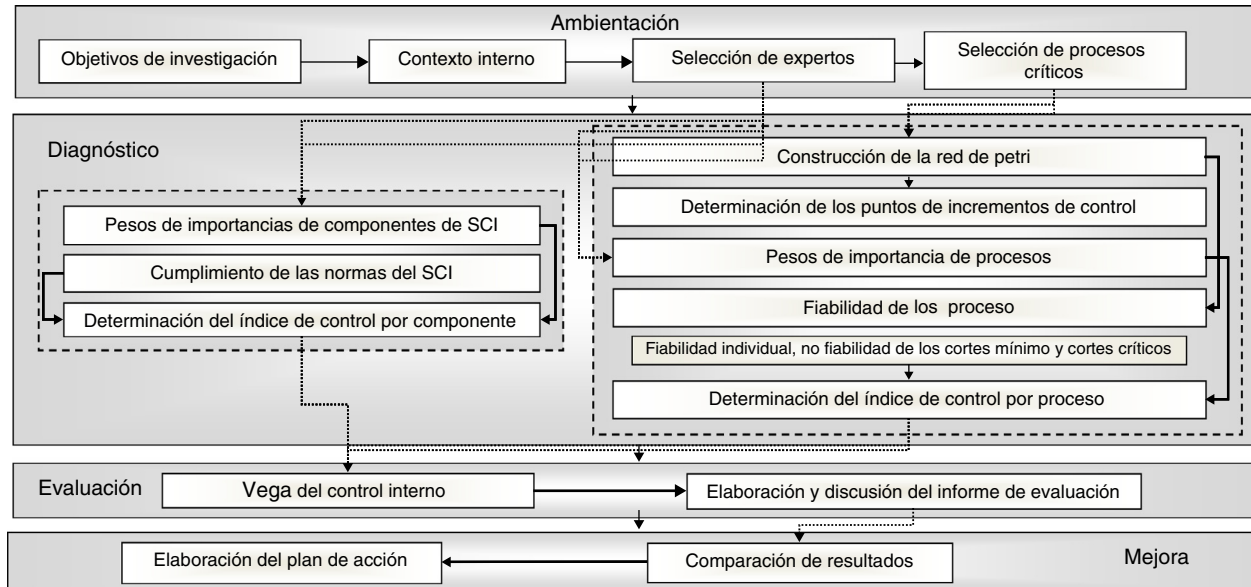 Ambientación
Objetivos de investigación
Contexto interno
Selección de expertos
Selección de procesos
críticos
Diagnóstico
Pesos de importancias de componentes de SCI
Cumplimiento de las normas del SCI
Determinación del índice de control por componente
Construcción de la red de petri
Determinación de los puntos de incrementos de control
Pesos de importancia de procesos
Fiabilidad de los proceso
Fiabilidad individual, no fiabilidad de los cortes mínimo y cortes críticos
Determinación del índice de control por proceso
Evaluación
Vega del control interno
Elaboración y discusión del informe de evaluación
Elaboración del plan de acción
Comparación de resultados
Mejora